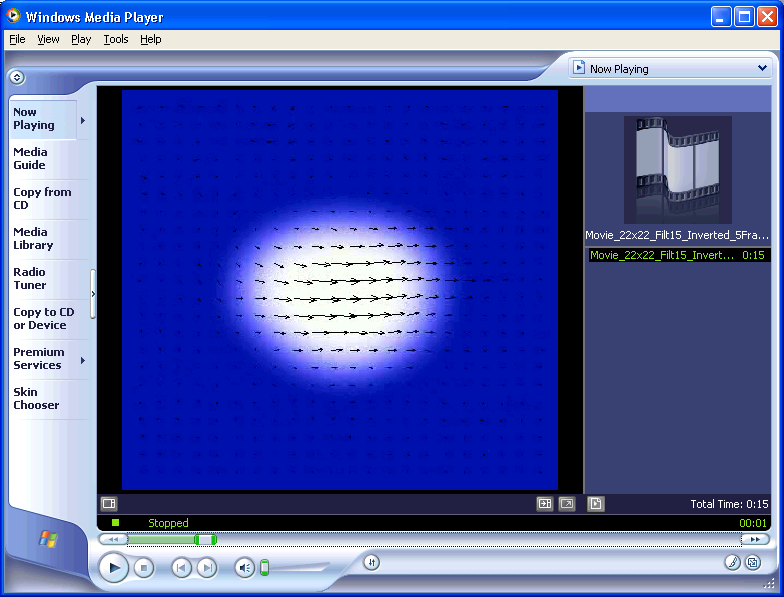 Windows Media Player
File View Play Tools Help
Now Playing
Now
Playing
Media
Guide
Copy from
CD
Media
Library
Radio
Tuner
Copy to CD
or Device
Premium
Services
Skin
Chooser
Movie_22x22_Filt15_Inverted_5Fra...
Movie_22x22_Filt15_Invert... 0:15
Total Time: 0:15
Stopped 00:01